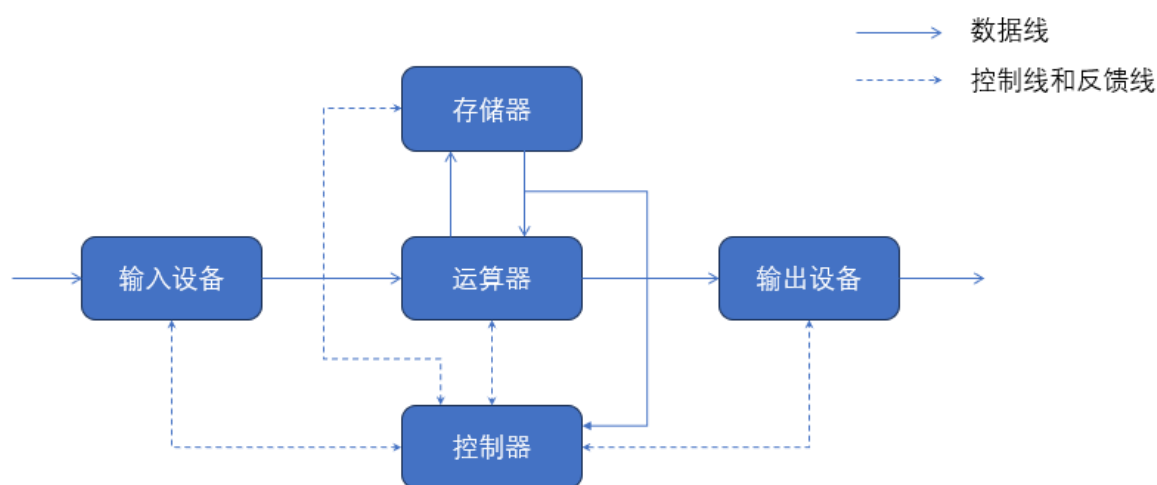 数据线
控制线和反馈线
存储器
输入设备
运算器
输出设备
控制器